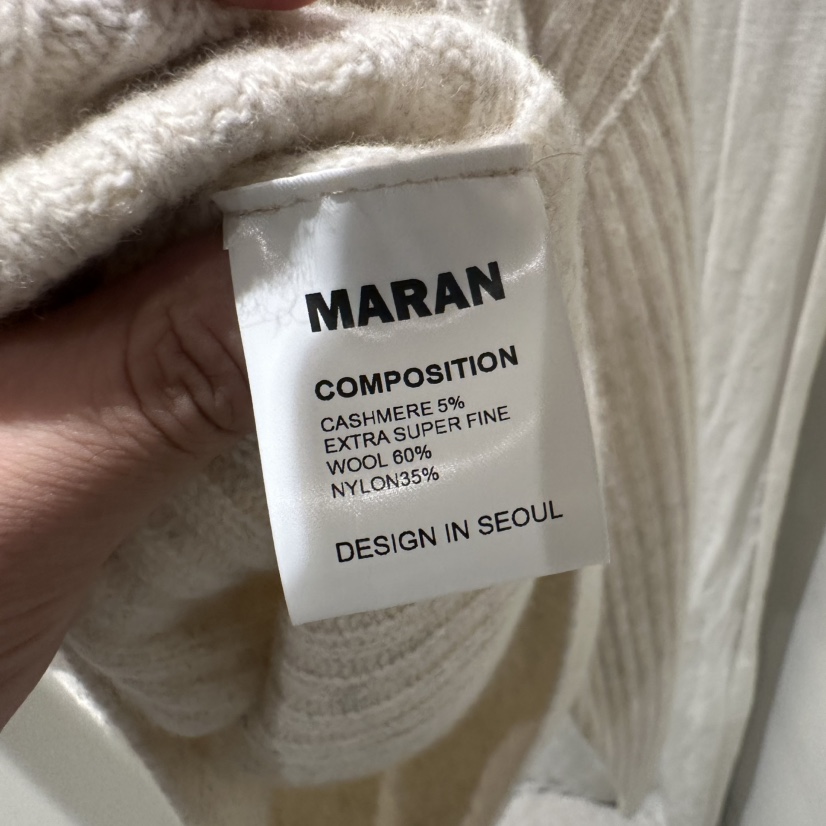 MARAN
COMPOSITION
CASHMERE 5%
EXTRA SUPER FINE
WOOL 60%
NYLON35%
DESIGN IN SEOUL